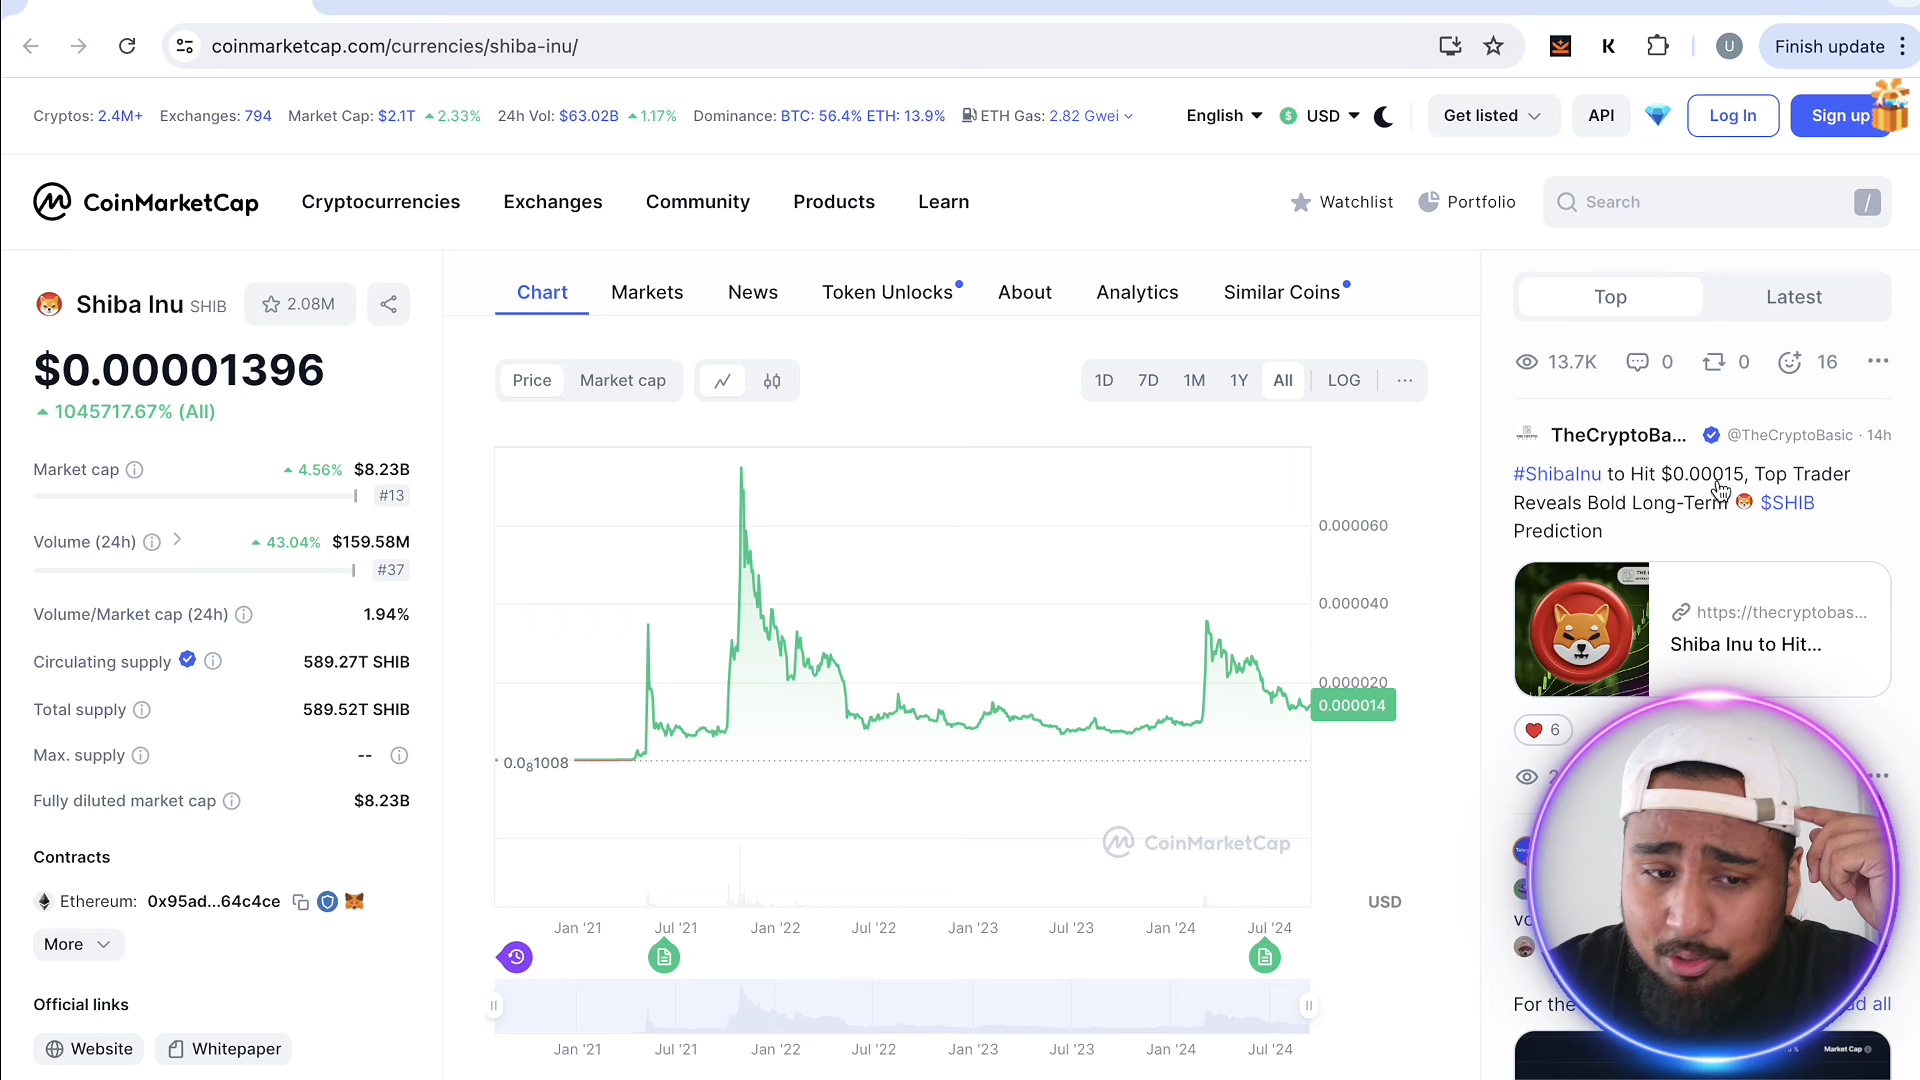 coinmarketcap.com/currencies/shiba-inu/
K
U
Finish update
Cryptos: 2.4M+ Exchanges: 794 Market Cap: $2.1T 2.33% 24h Vol: $63.02B 1.17% Dominance: BTC: 56.4% ETH: 13.9% ETH Gas: 2.82 Gwei
English USD Get listed API Log In Sign up
CoinMarketCap Cryptocurrencies Exchanges Community Products Learn Watchlist Portfolio Search /
Shiba Inu SHIB 2.08M
$0.00001396
1045717.67% (All)
Market cap 4.56% $8.23B
#13
Volume (24h) 43.04% $159.58M
#37
Volume/Market cap (24h) 1.94%
Circulating supply 589.27T SHIB
Total supply 589.52T SHIB
Max. supply --
Fully diluted market cap $8.23B
Contracts
Ethereum: 0x95ad...64c4ce
More
Official links
Website Whitepaper
Chart Markets News Token Unlocks About Analytics Similar Coins
Price Market cap 1D 7D 1M 1Y All LOG ...
0.000060
0.000040
0.000020
0.000014
0.0₈1008
CoinMarketCap
USD
Jan '21 Jul '21 Jan '22 Jul '22 Jan '23 Jul '23 Jan '24 Jul '24
Jan '21 Jul '21 Jan '22 Jul '22 Jan '23 Jul '23 Jan '24 Jul '24
Top Latest
13.7K 0 0 16
TheCryptoBa... @TheCryptoBasic · 14h
#ShibaInu to Hit $0.00015, Top Trader
Reveals Bold Long-Term $SHIB
Prediction
https://thecryptobas...
Shiba Inu to Hit...
6
For the
ad all
Market Cap